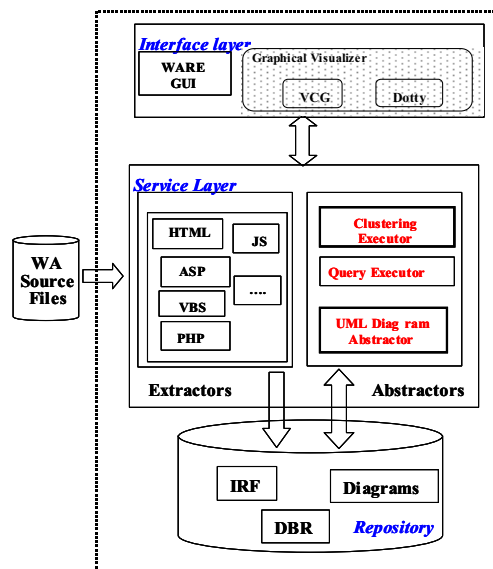 Interface layer
WARE
GUI
Graphical Visualizer
VCG
Dotty
Service Layer
HTML
JS
ASP
....
VBS
PHP
Clustering
Executor
Query Executor
UML Diag ram
Abstractor
WA
Source
Files
Extractors
Abstractors
IRF
Diagrams
DBR
Repository